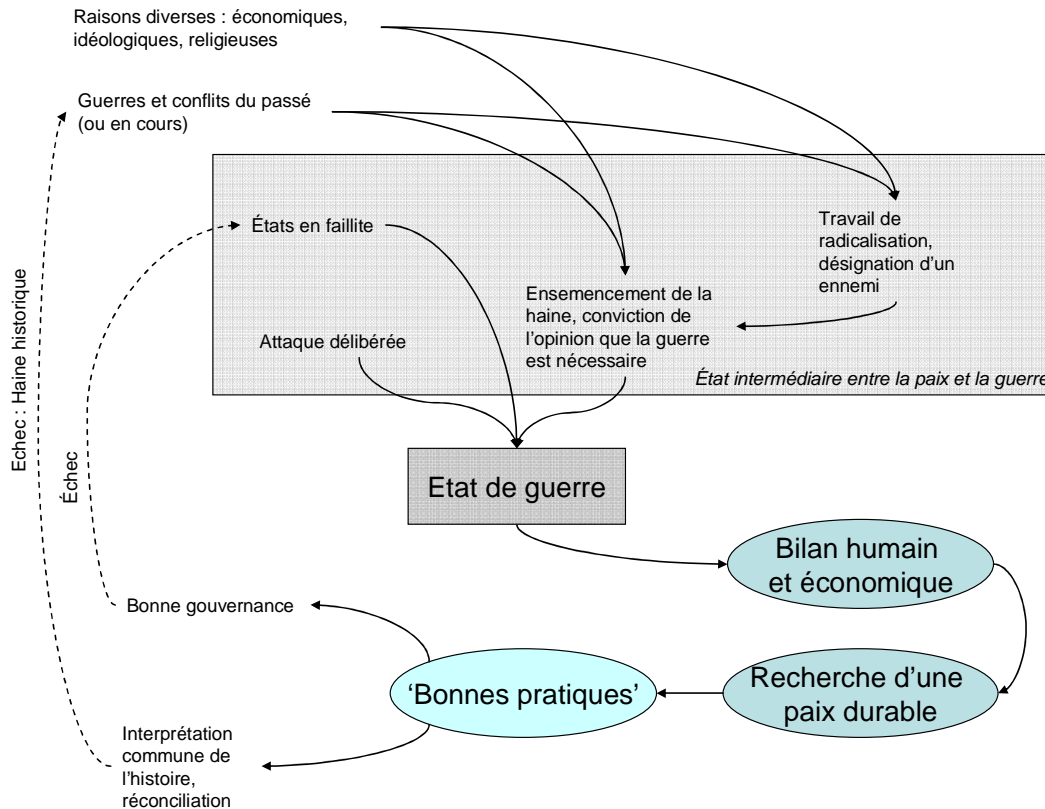 Raisons diverses : économiques,
idéologiques, religieuses
Guerres et conflits du passé
(ou en cours)
États en faillite
Travail de
radicalisation,
désignation d’un
ennemi
Ensemencement de la
haine, conviction de
l’opinion que la guerre
est nécessaire
Attaque délibérée
État intermédiaire entre la paix et la guerre
Echec : Haine historique
Échec
Etat de guerre
Bilan humain
et économique
Bonne gouvernance
‘Bonnes pratiques’
Recherche d’une
paix durable
Interprétation
commune de
l’histoire,
réconciliation